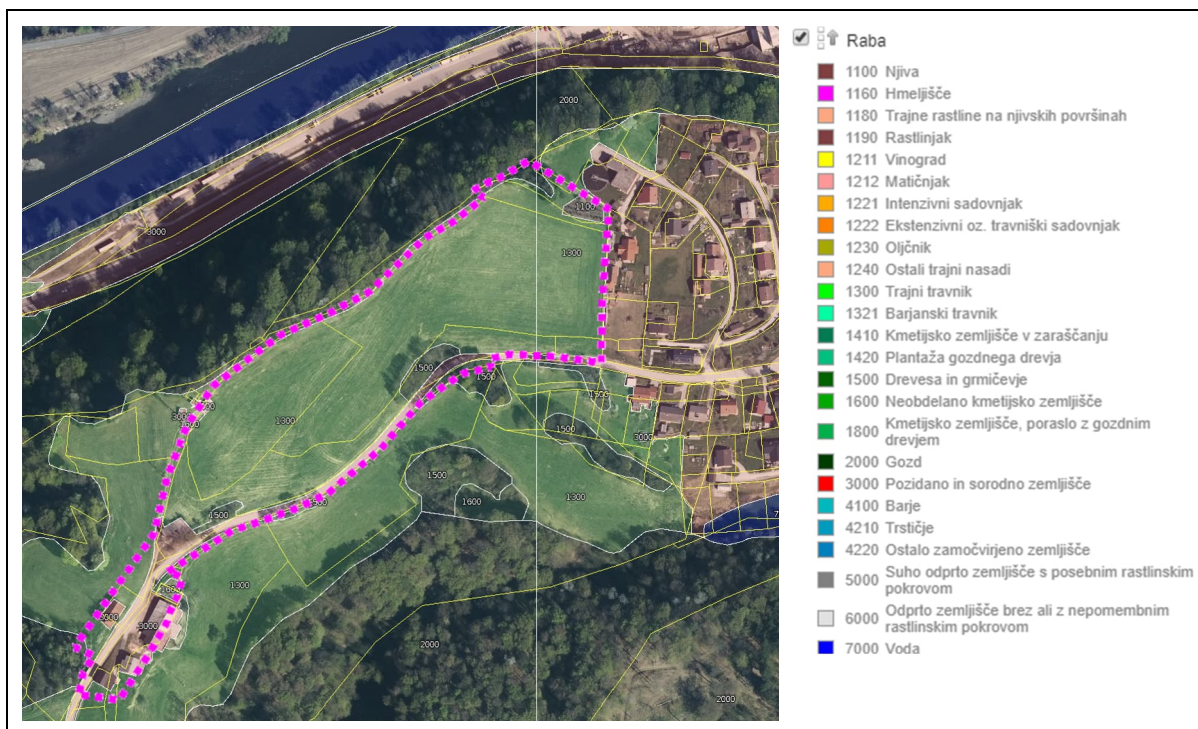 Raba
1100 Njiva
1160 Hmeljišče
1180 Trajne rastline na njivskih površinah
1190 Rastlinjak
1211 Vinograd
1212 Matičnjak
1221 Intenzivni sadovnjak
1222 Ekstenzivni oz. travniški sadovnjak
1230 Oljčnik
1240 Ostali trajni nasadi
1300 Trajni travnik
1321 Barjanski travnik
1410 Kmetijsko zemljišče v zaraščanju
1420 Plantaža gozdnega drevja
1500 Drevesa in grmičevje
1600 Neobdelano kmetijsko zemljišče
1800 Kmetijsko zemljišče, poraslo z gozdnim
drevjem
2000 Gozd
3000 Pozidano in sorodno zemljišče
4100 Barje
4210 Trstičje
4220 Ostalo zamočvirjeno zemljišče
5000 Suho odprto zemljišče s posebnim rastlinskim
pokrovom
6000 Odprto zemljišče brez ali z nepomembnim
rastlinskim pokrovom
7000 Voda
2000
3000
1300
1500
1500
1500
3000
1300
1500
1600
1300
1500
1300
3000
2000
2000